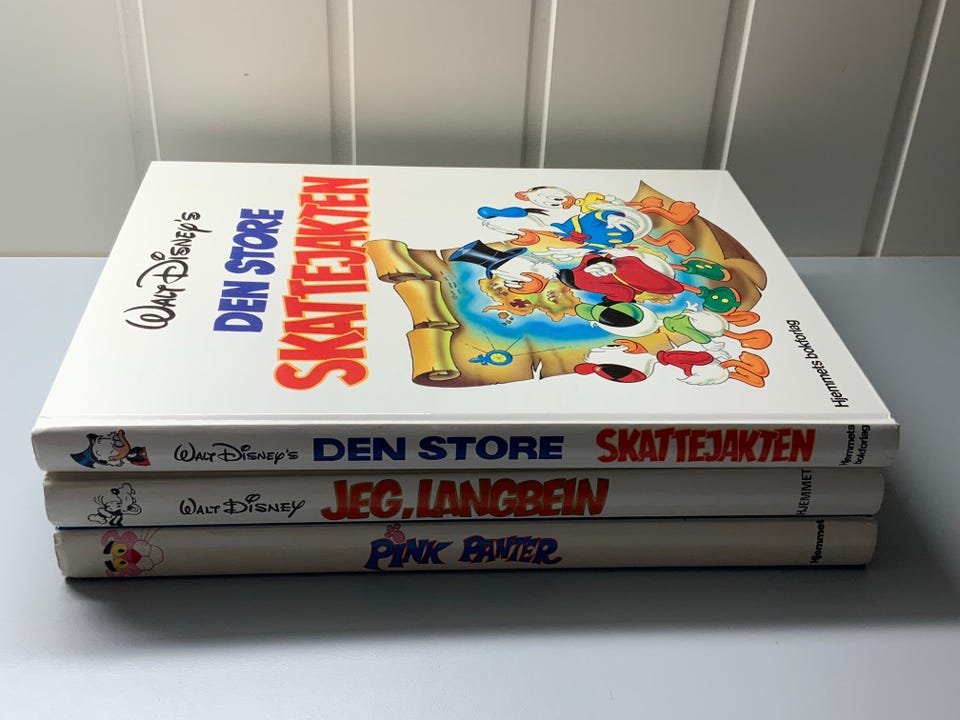 WALT DISNEY'S
DEN STORE
SKATTEJAKTEN
Hjemmets bokforlag
WALT DISNEY'S DEN STORE SKATTEJAKTEN Hjemmets
bokforlag
WALT DISNEY JEG, LANGBEIN HJEMMET
PINK PANTER Hjemmet